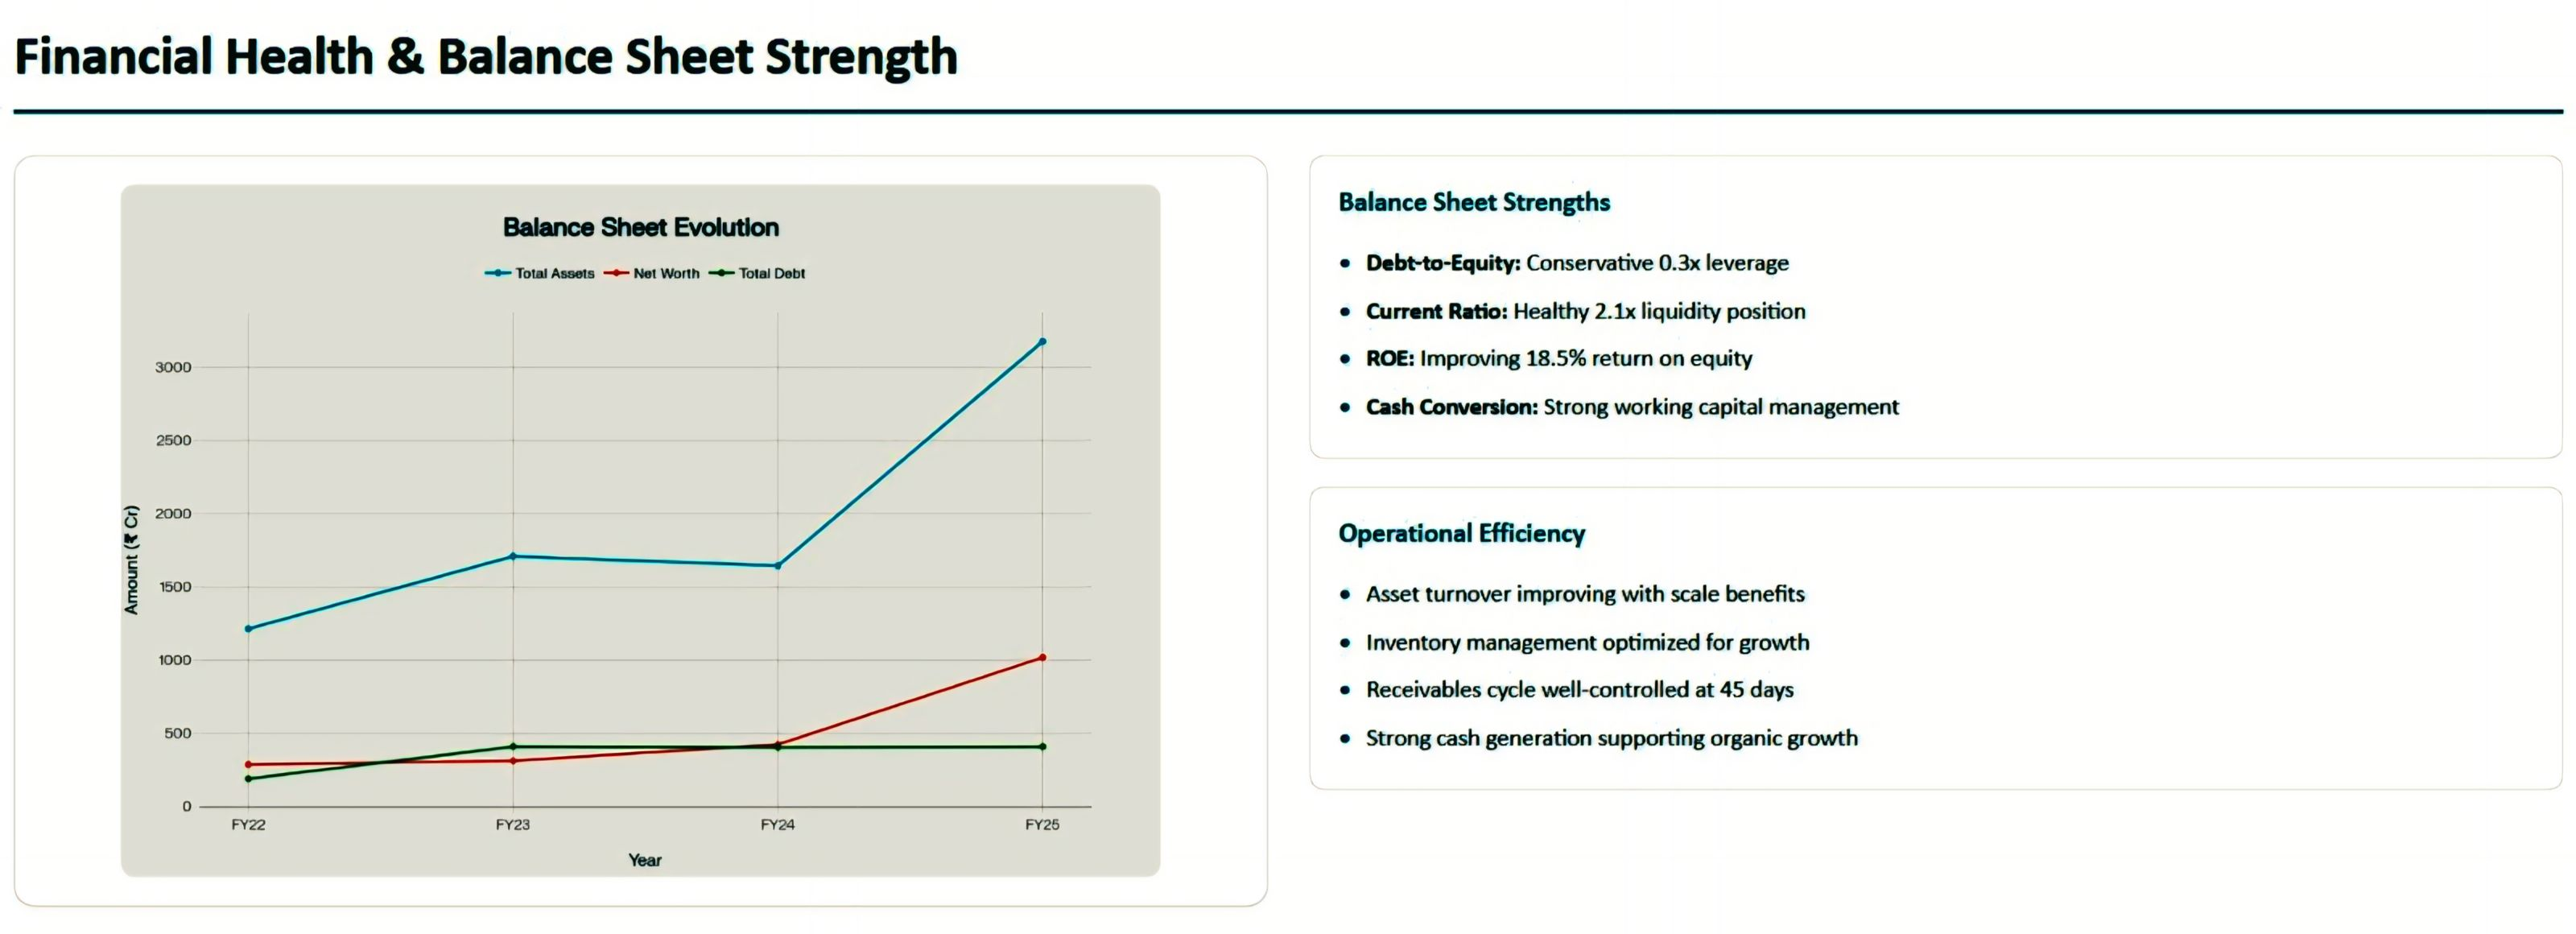 Financial Health & Balance Sheet Strength
Balance Sheet Evolution
Total Assets Net Worth Total Debt
3000
2500
2000
1500
1000
500
0
Amount (₹ Cr)
FY22 FY23 FY24 FY25
Year
Balance Sheet Strengths
• Debt-to-Equity: Conservative 0.3x leverage
• Current Ratio: Healthy 2.1x liquidity position
• ROE: Improving 18.5% return on equity
• Cash Conversion: Strong working capital management
Operational Efficiency
• Asset turnover improving with scale benefits
• Inventory management optimized for growth
• Receivables cycle well-controlled at 45 days
• Strong cash generation supporting organic growth